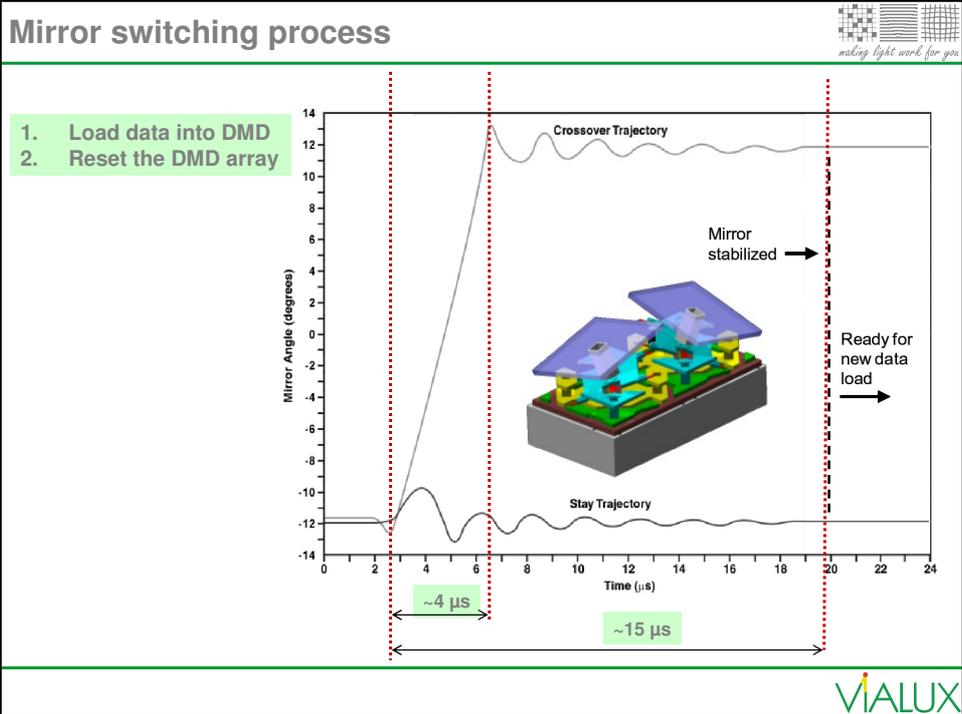 Mirror switching process
making light work for you
1. Load data into DMD
2. Reset the DMD array
14
12
10
8
6
4
2
0
-2
-4
-6
-8
-10
-12
-14
Mirror Angle (degrees)
Crossover Trajectory
Mirror
stabilized
Ready for
new data
load
Stay Trajectory
0 2 4 6 8 10 12 14 16 18 20 22 24
Time (μs)
~4 µs
~15 µs
ViALUX